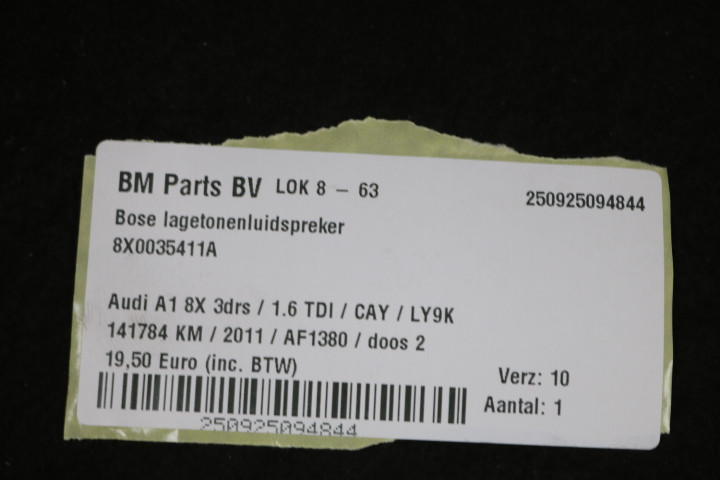 BM Parts BV LOK 8 – 63
250925094844
Bose lagetonenluidspreker
8X0035411A
Audi A1 8X 3drs / 1.6 TDI / CAY / LY9K
141784 KM / 2011 / AF1380 / doos 2
19,50 Euro (inc. BTW)
Verz: 10
Aantal: 1
250925094844